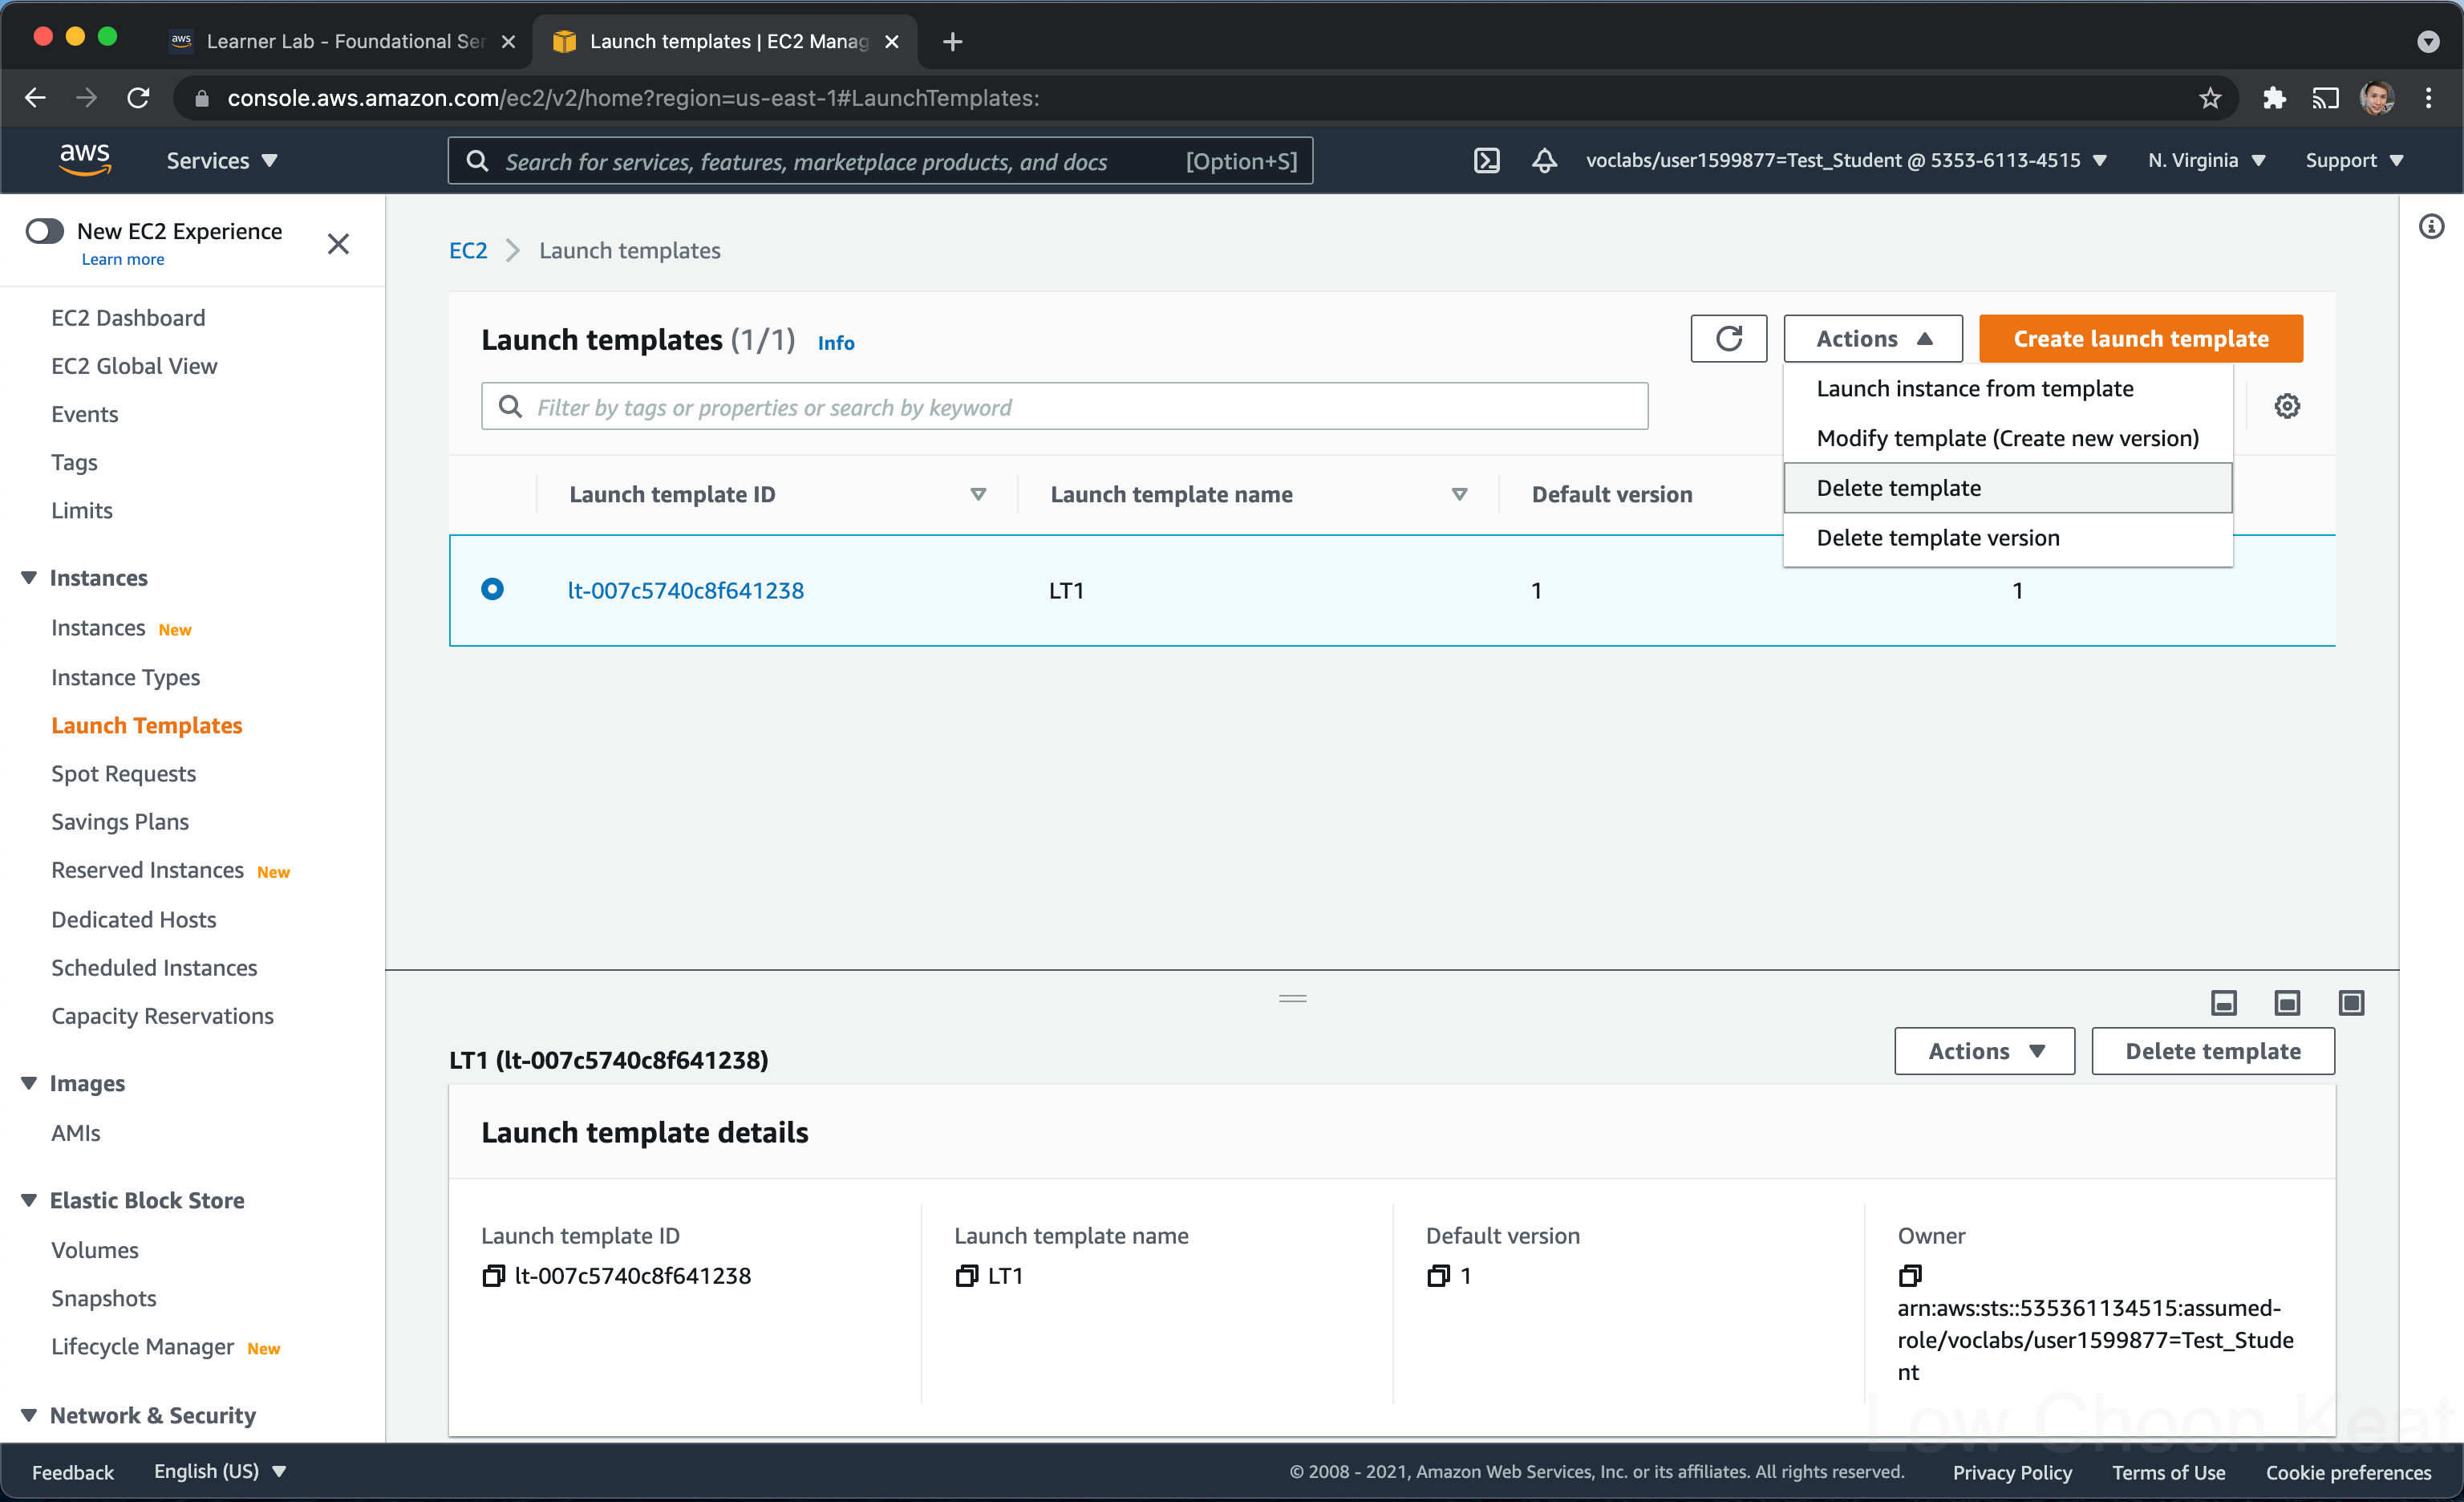 aws Learner Lab - Foundational Ser
Launch templates | EC2 Manag
console.aws.amazon.com/ec2/v2/home?region=us-east-1#LaunchTemplates:
aws
Services
Search for services, features, marketplace products, and docs
[Option+S]
voclabs/user1599877=Test_Student @ 5353-6113-4515
N. Virginia
Support
New EC2 Experience
Learn more
EC2 Dashboard
EC2 Global View
Events
Tags
Limits
Instances
Instances New
Instance Types
Launch Templates
Spot Requests
Savings Plans
Reserved Instances New
Dedicated Hosts
Scheduled Instances
Capacity Reservations
Images
AMIs
Elastic Block Store
Volumes
Snapshots
Lifecycle Manager New
Network & Security
EC2 Launch templates
Launch templates (1/1) Info
Actions
Create launch template
Filter by tags or properties or search by keyword
Launch instance from template
Modify template (Create new version)
Delete template
Delete template version
Launch template ID Launch template name Default version
lt-007c5740c8f641238 LT1 1 1
LT1 (lt-007c5740c8f641238)
Actions
Delete template
Launch template details
Launch template ID
lt-007c5740c8f641238
Launch template name
LT1
Default version
1
Owner
arn:aws:sts::535361134515:assumed-
role/voclabs/user1599877=Test_Stude
nt
Low Choon Keat
Feedback
English (US)
© 2008 - 2021, Amazon Web Services, Inc. or its affiliates. All rights reserved.
Privacy Policy
Terms of Use
Cookie preferences